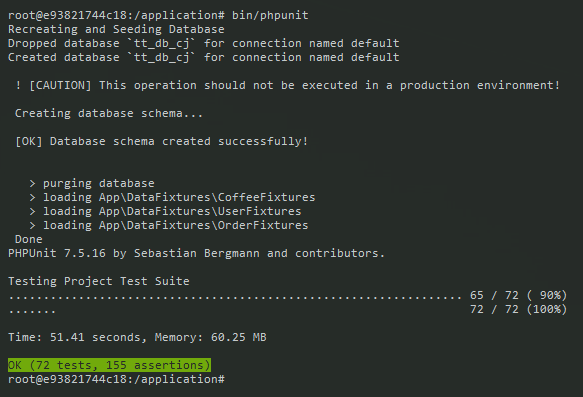 root@e93821744c18:/application# bin/phpunit
Recreating and Seeding Database
Dropped database `tt_db_cj` for connection named default
Created database `tt_db_cj` for connection named default
! [CAUTION] This operation should not be executed in a production environment!
Creating database schema...
[OK] Database schema created successfully!
> purging database
> loading App\DataFixtures\CoffeeFixtures
> loading App\DataFixtures\UserFixtures
> loading App\DataFixtures\OrderFixtures
Done
PHPUnit 7.5.16 by Sebastian Bergmann and contributors.
Testing Project Test Suite
................................................................. 65 / 72 ( 90%)
....... 72 / 72 (100%)
Time: 51.41 seconds, Memory: 60.25 MB
OK (72 tests, 155 assertions)
root@e93821744c18:/application#